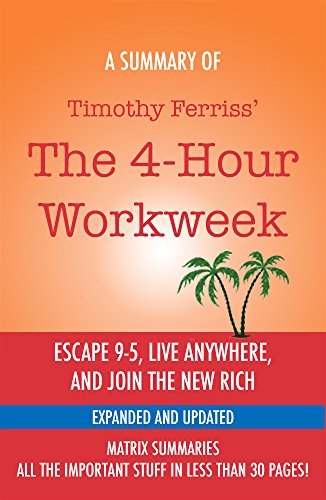 A SUMMARY OF
Timothy Ferriss'
The 4-Hour
Workweek
ESCAPE 9-5, LIVE ANYWHERE,
AND JOIN THE NEW RICH
EXPANDED AND UPDATED
MATRIX SUMMARIES
ALL THE IMPORTANT STUFF IN LESS THAN 30 PAGES!